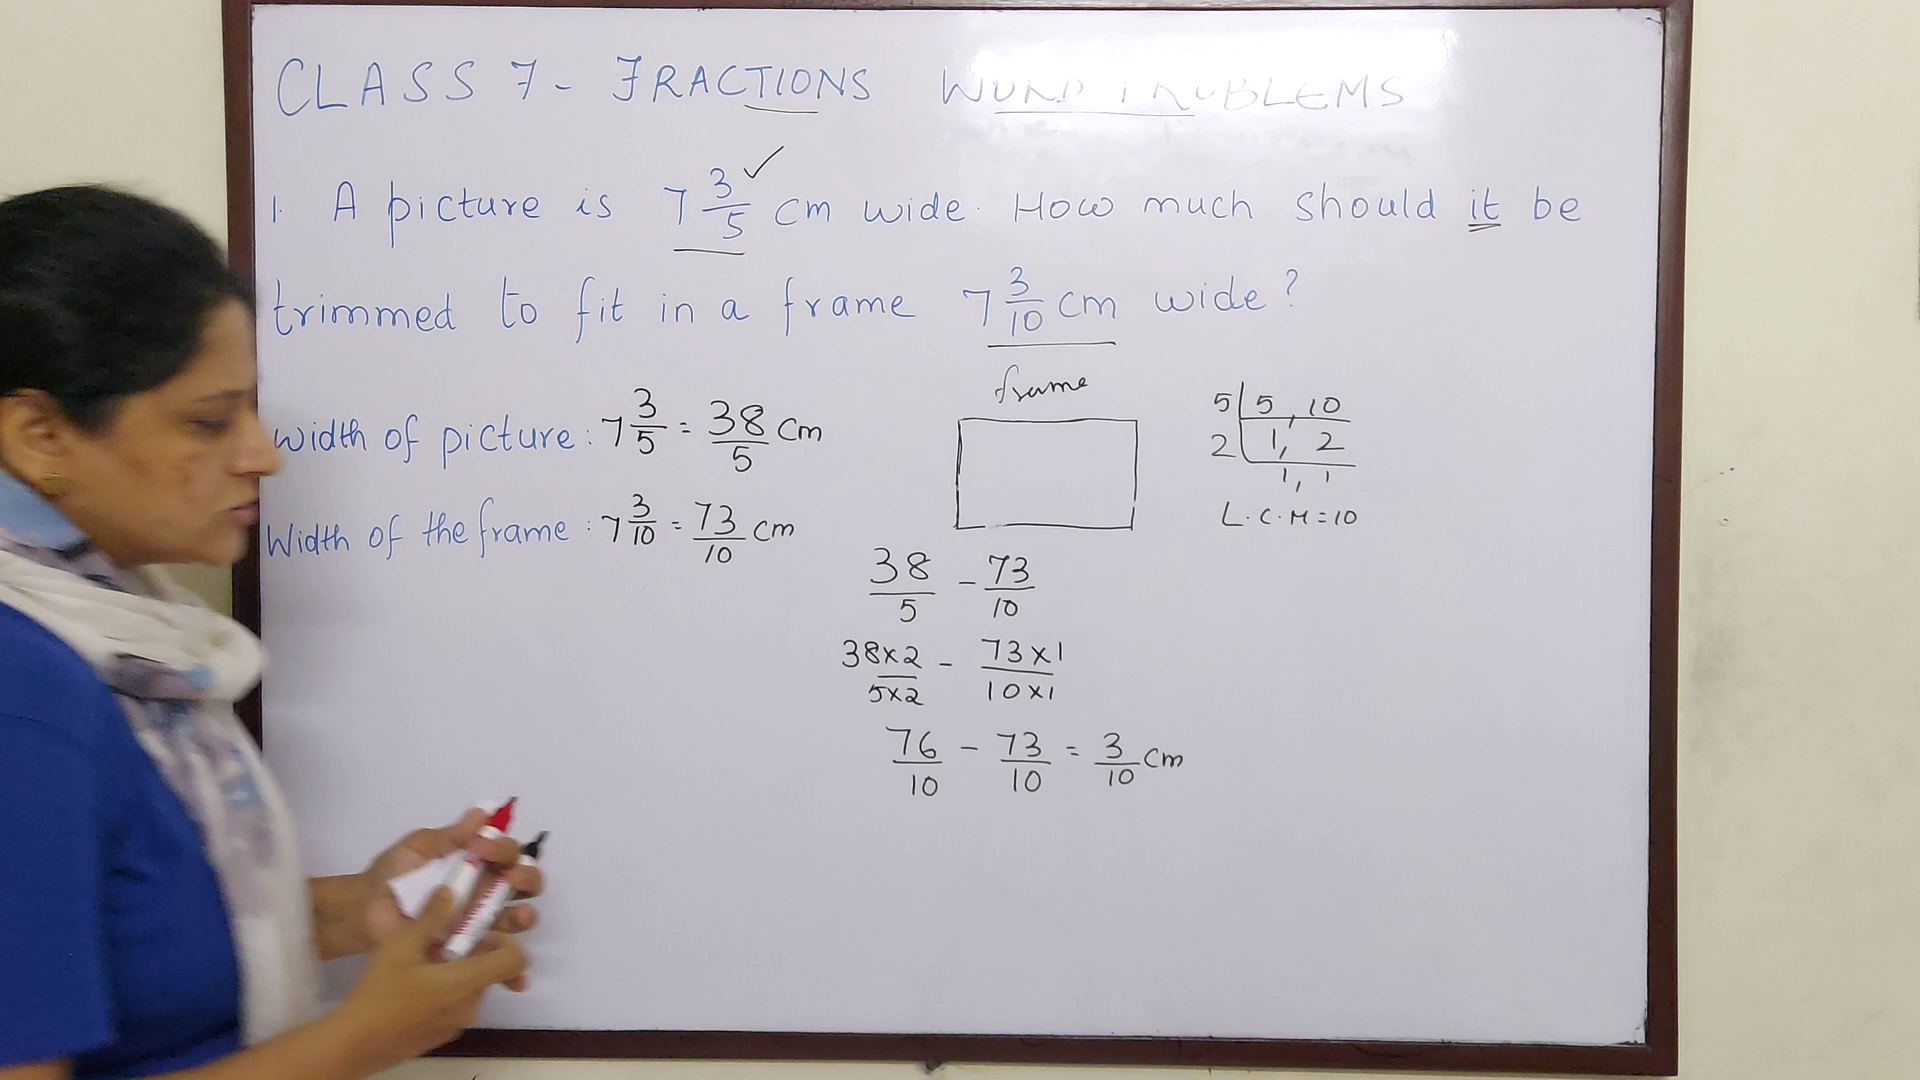 CLASS 7 - FRACTIONS WORD PROBLEMS
1. A picture is 7 3/5 ✓ cm wide. How much should it be
trimmed to fit in a frame 7 3/10 cm wide?
Width of picture : 7 3/5 = 38/5 cm
Width of the frame : 7 3/10 = 73/10 cm
frame
5 | 5, 10
2 | 1, 2
1, 1
L.C.M = 10
38/5 - 73/10
38×2/5×2 - 73×1/10×1
76/10 - 73/10 = 3/10 cm